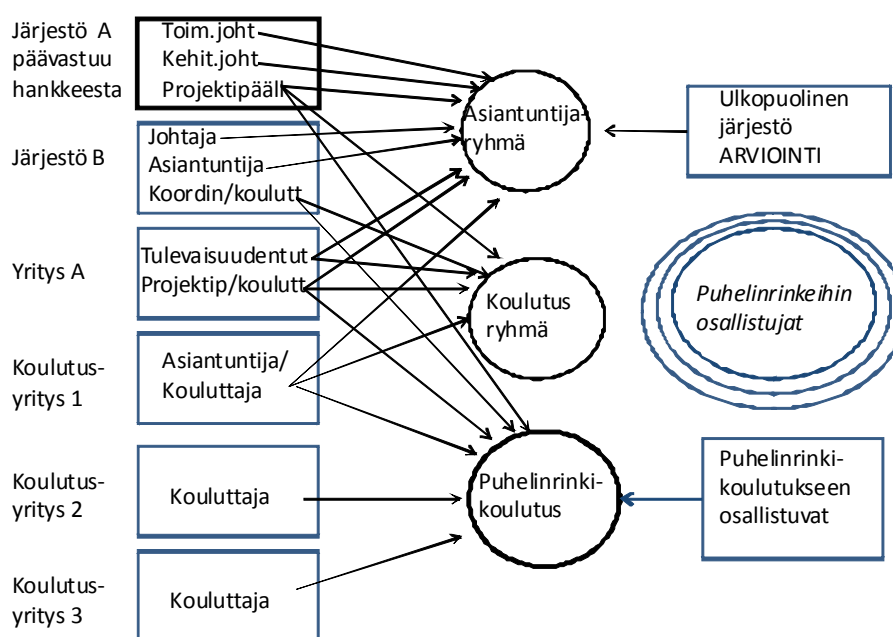 Järjestö A
päävastuu
hankkeesta
Toim.joht
Kehit.joht
Projektipääll
Järjestö B
Johtaja
Asiantuntija
Koordin/koulutt
Yritys A
Tulevaisuudentut
Projektip/koulutt
Koulutus-
yritys 1
Asiantuntija/
Kouluttaja
Koulutus-
yritys 2
Kouluttaja
Koulutus-
yritys 3
Kouluttaja
Asiantuntija-
ryhmä
Koulutus
ryhmä
Puhelinrinki-
koulutus
Ulkopuolinen
järjestö
ARVIOINTI
Puhelinrinkeihin
osallistujat
Puhelinrinki-
koulutukseen
osallistuvat